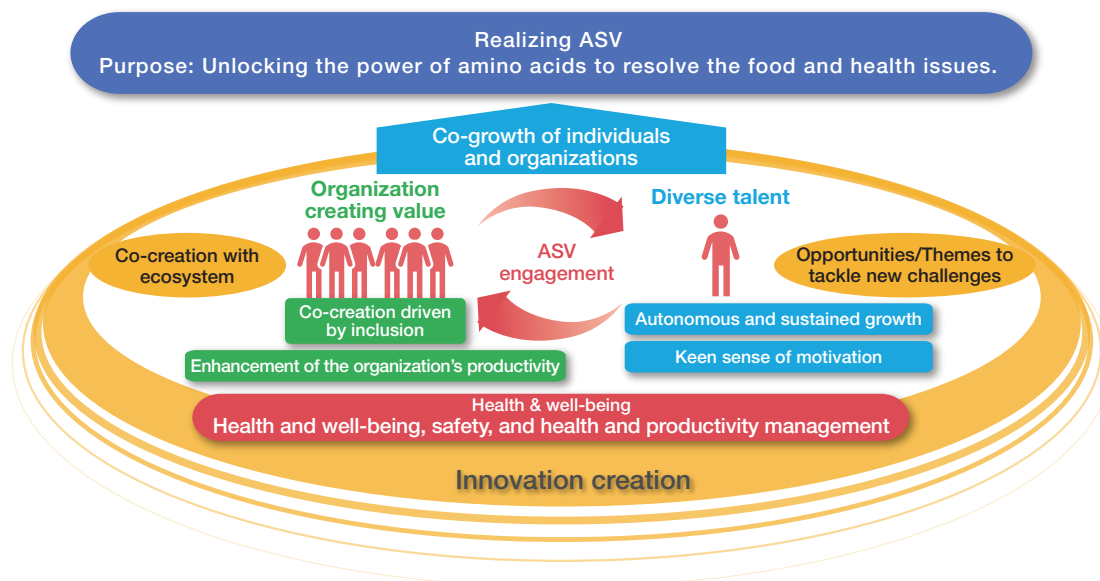 Realizing ASV
Purpose: Unlocking the power of amino acids to resolve the food and health issues.
Co-growth of individuals
and organizations
Organization
creating value
Diverse talent
Co-creation with
ecosystem
ASV
engagement
Opportunities/Themes to
tackle new challenges
Co-creation driven
by inclusion
Autonomous and sustained growth
Enhancement of the organization's productivity
Keen sense of motivation
Health & well-being
Health and well-being, safety, and health and productivity management
Innovation creation